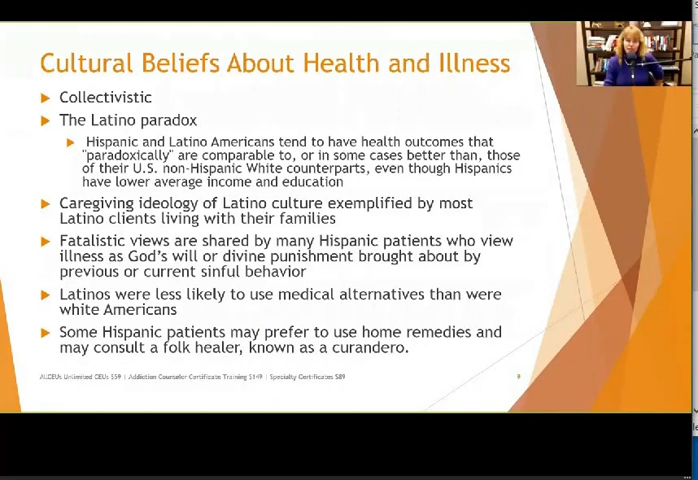 Cultural Beliefs About Health and Illness
Collectivistic
The Latino paradox
Hispanic and Latino Americans tend to have health outcomes that
"paradoxically" are comparable to, or in some cases better than, those
of their U.S. non-Hispanic White counterparts, even though Hispanics
have lower average income and education
Caregiving ideology of Latino culture exemplified by most
Latino clients living with their families
Fatalistic views are shared by many Hispanic patients who view
illness as God's will or divine punishment brought about by
previous or current sinful behavior
Latinos were less likely to use medical alternatives than were
white Americans
Some Hispanic patients may prefer to use home remedies and
may consult a folk healer, known as a curandero.
ALLCEUs Unlimited CEUs $59 | Addiction Counselor Certificate Training $149 | Specialty Certificates $89
9